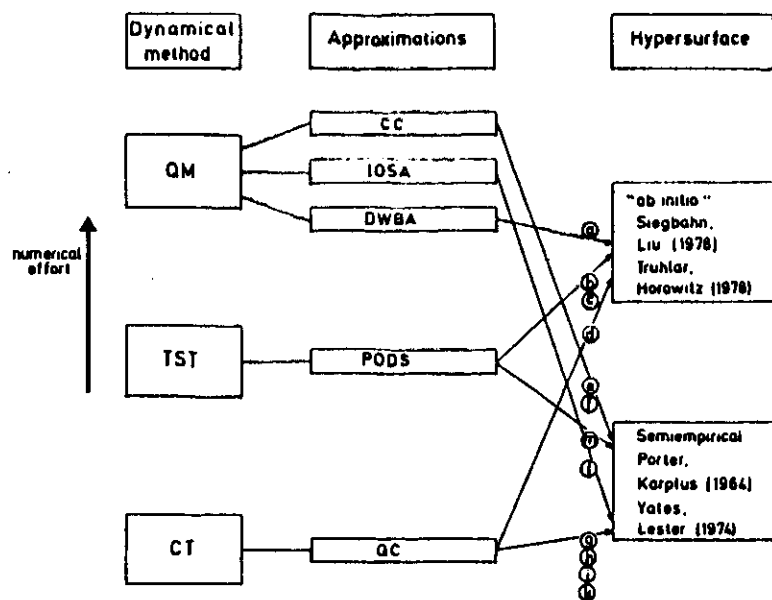 Dynamical
method
Approximations
Hypersurface
QM
CC
IOSA
DWBA
numerical
effort
"ab initio"
Siegbahn,
Liu (1978)
Truhlar,
Horowitz (1978)
a
b
c
d
TST
PODS
e
f
m
l
Semiempirical
Porter,
Karplus (1964)
Yates,
Lester (1974)
CT
QC
g
h
i
k